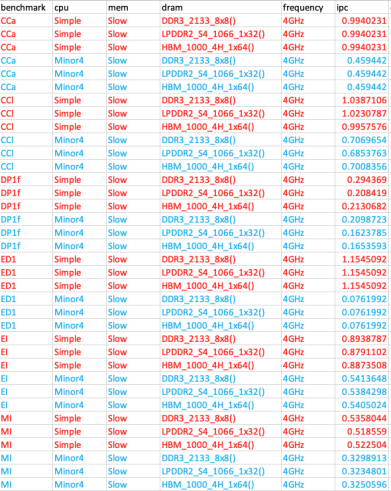 benchmark cpu mem dram frequency ipc
CCa Simple Slow DDR3_2133_8x8() 4GHz 0.9940231
CCa Simple Slow LPDDR2_S4_1066_1x32() 4GHz 0.9940231
CCa Simple Slow HBM_1000_4H_1x64() 4GHz 0.9940231
CCa Minor4 Slow DDR3_2133_8x8() 4GHz 0.459442
CCa Minor4 Slow LPDDR2_S4_1066_1x32() 4GHz 0.459442
CCa Minor4 Slow HBM_1000_4H_1x64() 4GHz 0.459442
CCl Simple Slow DDR3_2133_8x8() 4GHz 1.0387106
CCl Simple Slow LPDDR2_S4_1066_1x32() 4GHz 1.0230787
CCl Simple Slow HBM_1000_4H_1x64() 4GHz 0.9957576
CCl Minor4 Slow DDR3_2133_8x8() 4GHz 0.7069654
CCl Minor4 Slow LPDDR2_S4_1066_1x32() 4GHz 0.6853763
CCl Minor4 Slow HBM_1000_4H_1x64() 4GHz 0.7008356
DP1f Simple Slow DDR3_2133_8x8() 4GHz 0.294369
DP1f Simple Slow LPDDR2_S4_1066_1x32() 4GHz 0.208419
DP1f Simple Slow HBM_1000_4H_1x64() 4GHz 0.2130682
DP1f Minor4 Slow DDR3_2133_8x8() 4GHz 0.2098723
DP1f Minor4 Slow LPDDR2_S4_1066_1x32() 4GHz 0.1623785
DP1f Minor4 Slow HBM_1000_4H_1x64() 4GHz 0.1653593
ED1 Simple Slow DDR3_2133_8x8() 4GHz 1.1545092
ED1 Simple Slow LPDDR2_S4_1066_1x32() 4GHz 1.1545092
ED1 Simple Slow HBM_1000_4H_1x64() 4GHz 1.1545092
ED1 Minor4 Slow DDR3_2133_8x8() 4GHz 0.0761992
ED1 Minor4 Slow LPDDR2_S4_1066_1x32() 4GHz 0.0761992
ED1 Minor4 Slow HBM_1000_4H_1x64() 4GHz 0.0761992
EI Simple Slow DDR3_2133_8x8() 4GHz 0.8938787
EI Simple Slow LPDDR2_S4_1066_1x32() 4GHz 0.8791102
EI Simple Slow HBM_1000_4H_1x64() 4GHz 0.8873508
EI Minor4 Slow DDR3_2133_8x8() 4GHz 0.5413648
EI Minor4 Slow LPDDR2_S4_1066_1x32() 4GHz 0.5384298
EI Minor4 Slow HBM_1000_4H_1x64() 4GHz 0.5405024
MI Simple Slow DDR3_2133_8x8() 4GHz 0.5358044
MI Simple Slow LPDDR2_S4_1066_1x32() 4GHz 0.518559
MI Simple Slow HBM_1000_4H_1x64() 4GHz 0.522504
MI Minor4 Slow DDR3_2133_8x8() 4GHz 0.3298913
MI Minor4 Slow LPDDR2_S4_1066_1x32() 4GHz 0.3234801
MI Minor4 Slow HBM_1000_4H_1x64() 4GHz 0.3250596